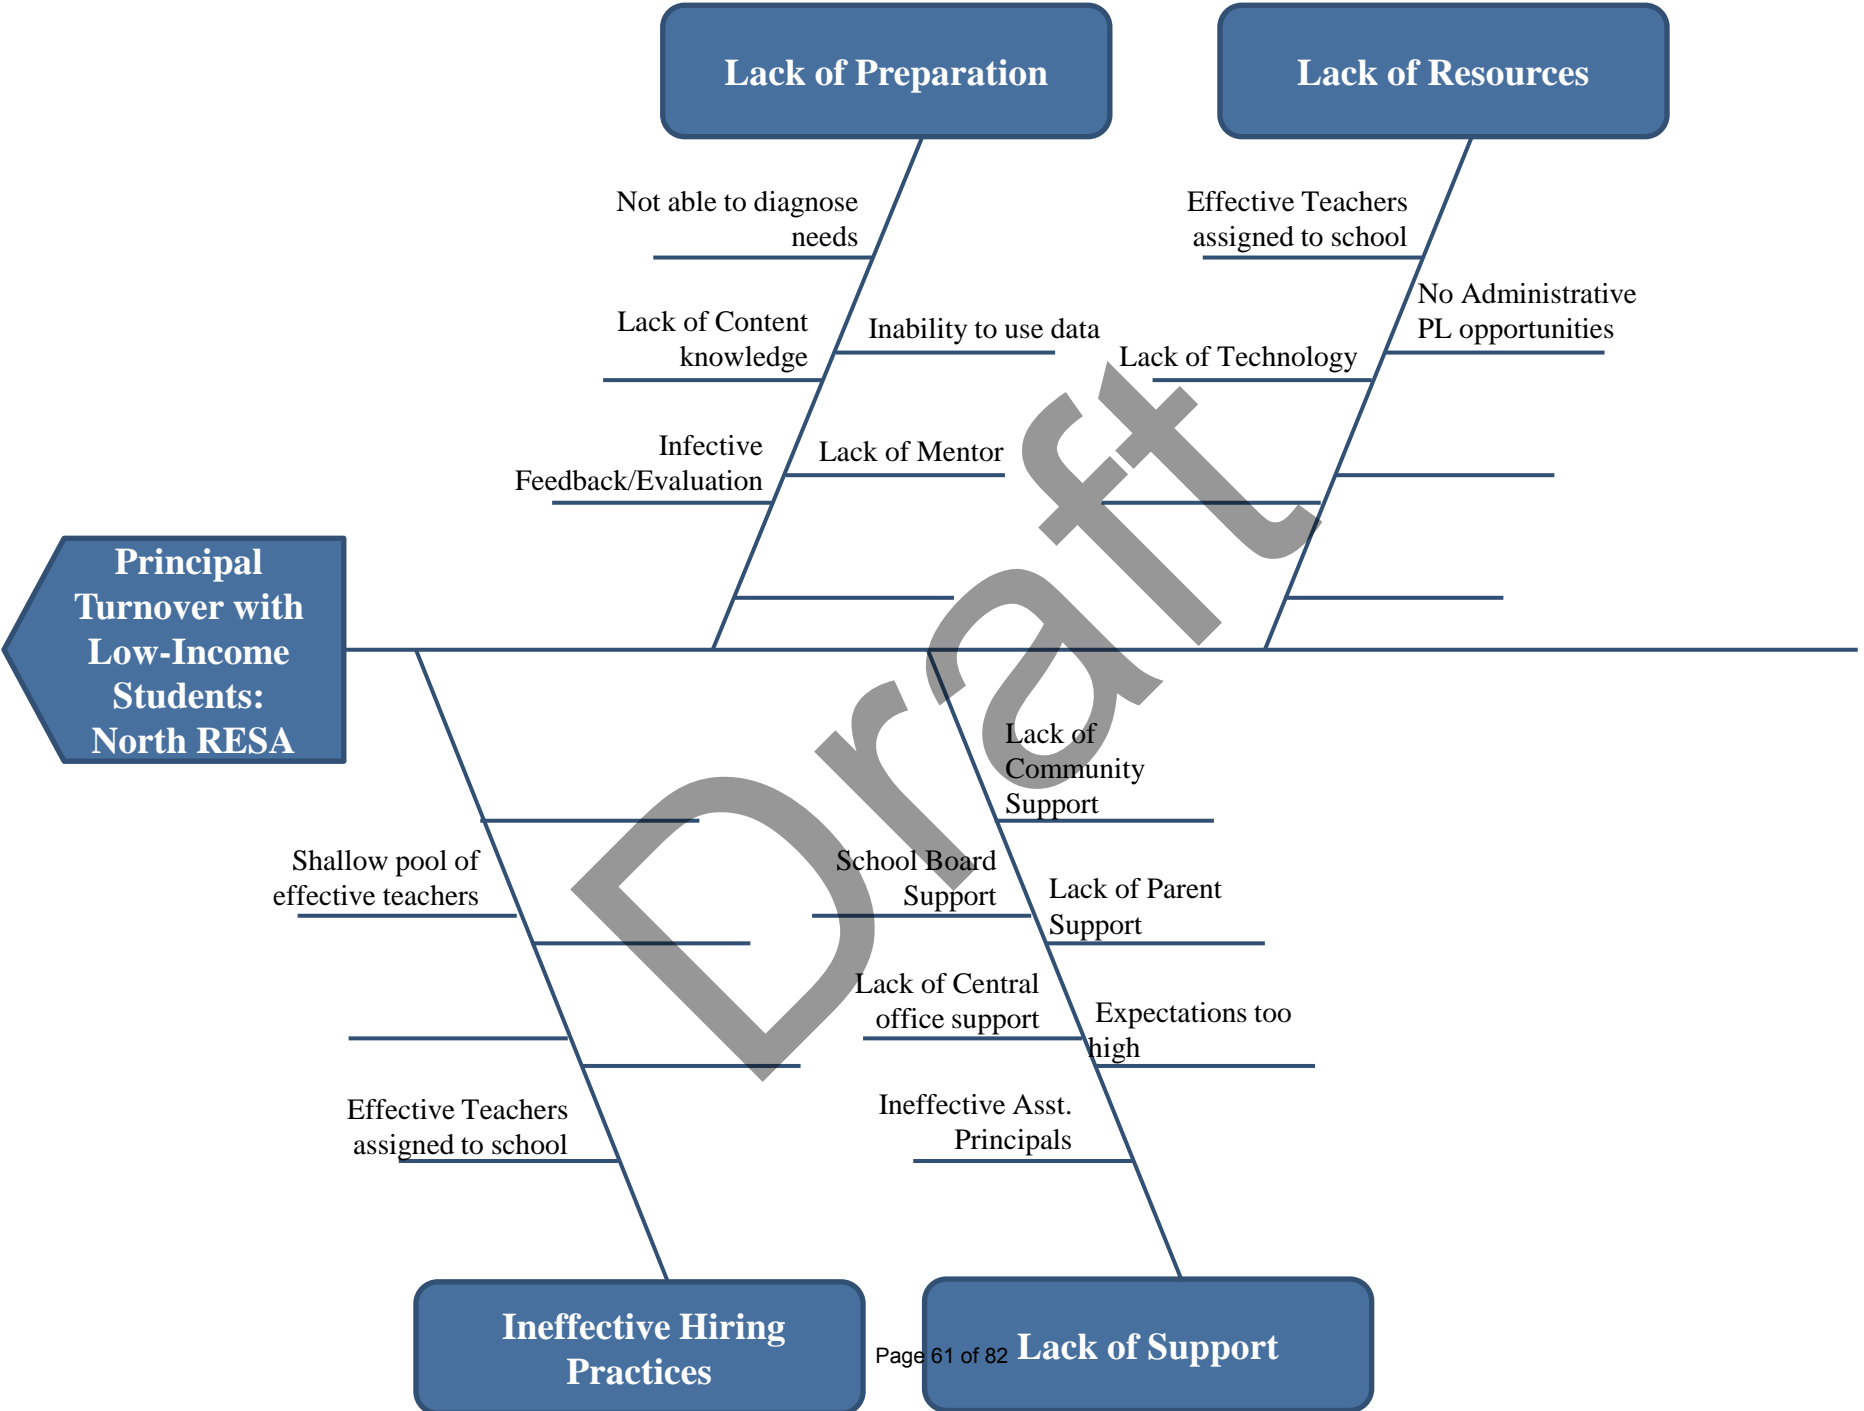 Lack of Preparation
Lack of Resources
Not able to diagnose
needs
Effective Teachers
assigned to school
Lack of Content
knowledge
Inability to use data
No Administrative
PL opportunities
Lack of Technology
Infective
Feedback/Evaluation
Lack of Mentor
Principal
Turnover with
Low-Income
Students:
North RESA
Draft
Lack of
Community
Support
Shallow pool of
effective teachers
School Board
Support
Lack of Parent
Support
Lack of Central
office support
Expectations too
high
Effective Teachers
assigned to school
Ineffective Asst.
Principals
Ineffective Hiring
Practices
Page 61 of 82
Lack of Support